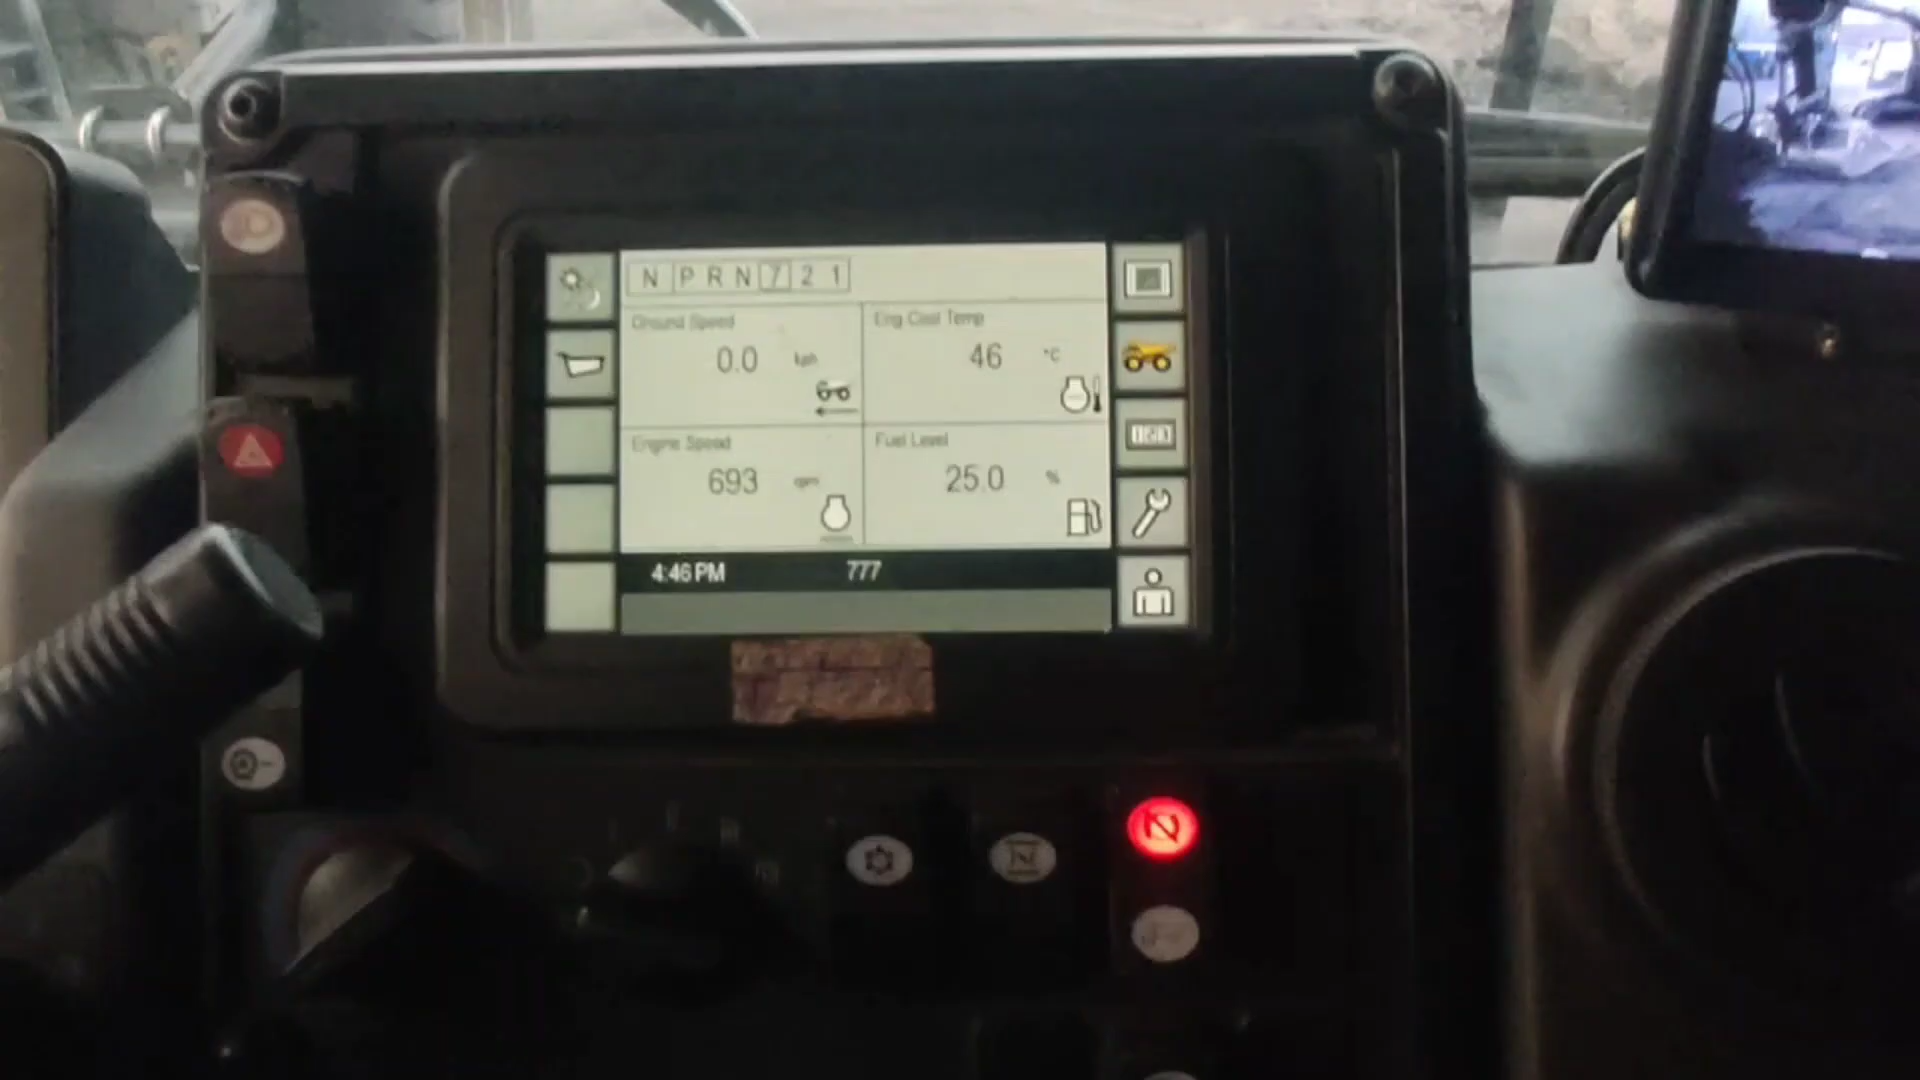 N P R N 7 2 1
Ground Speed
0.0 kph
Eng Cool Temp
46 °C
Engine Speed
693 rpm
Fuel Level
25.0 %
123
4:46 PM 777